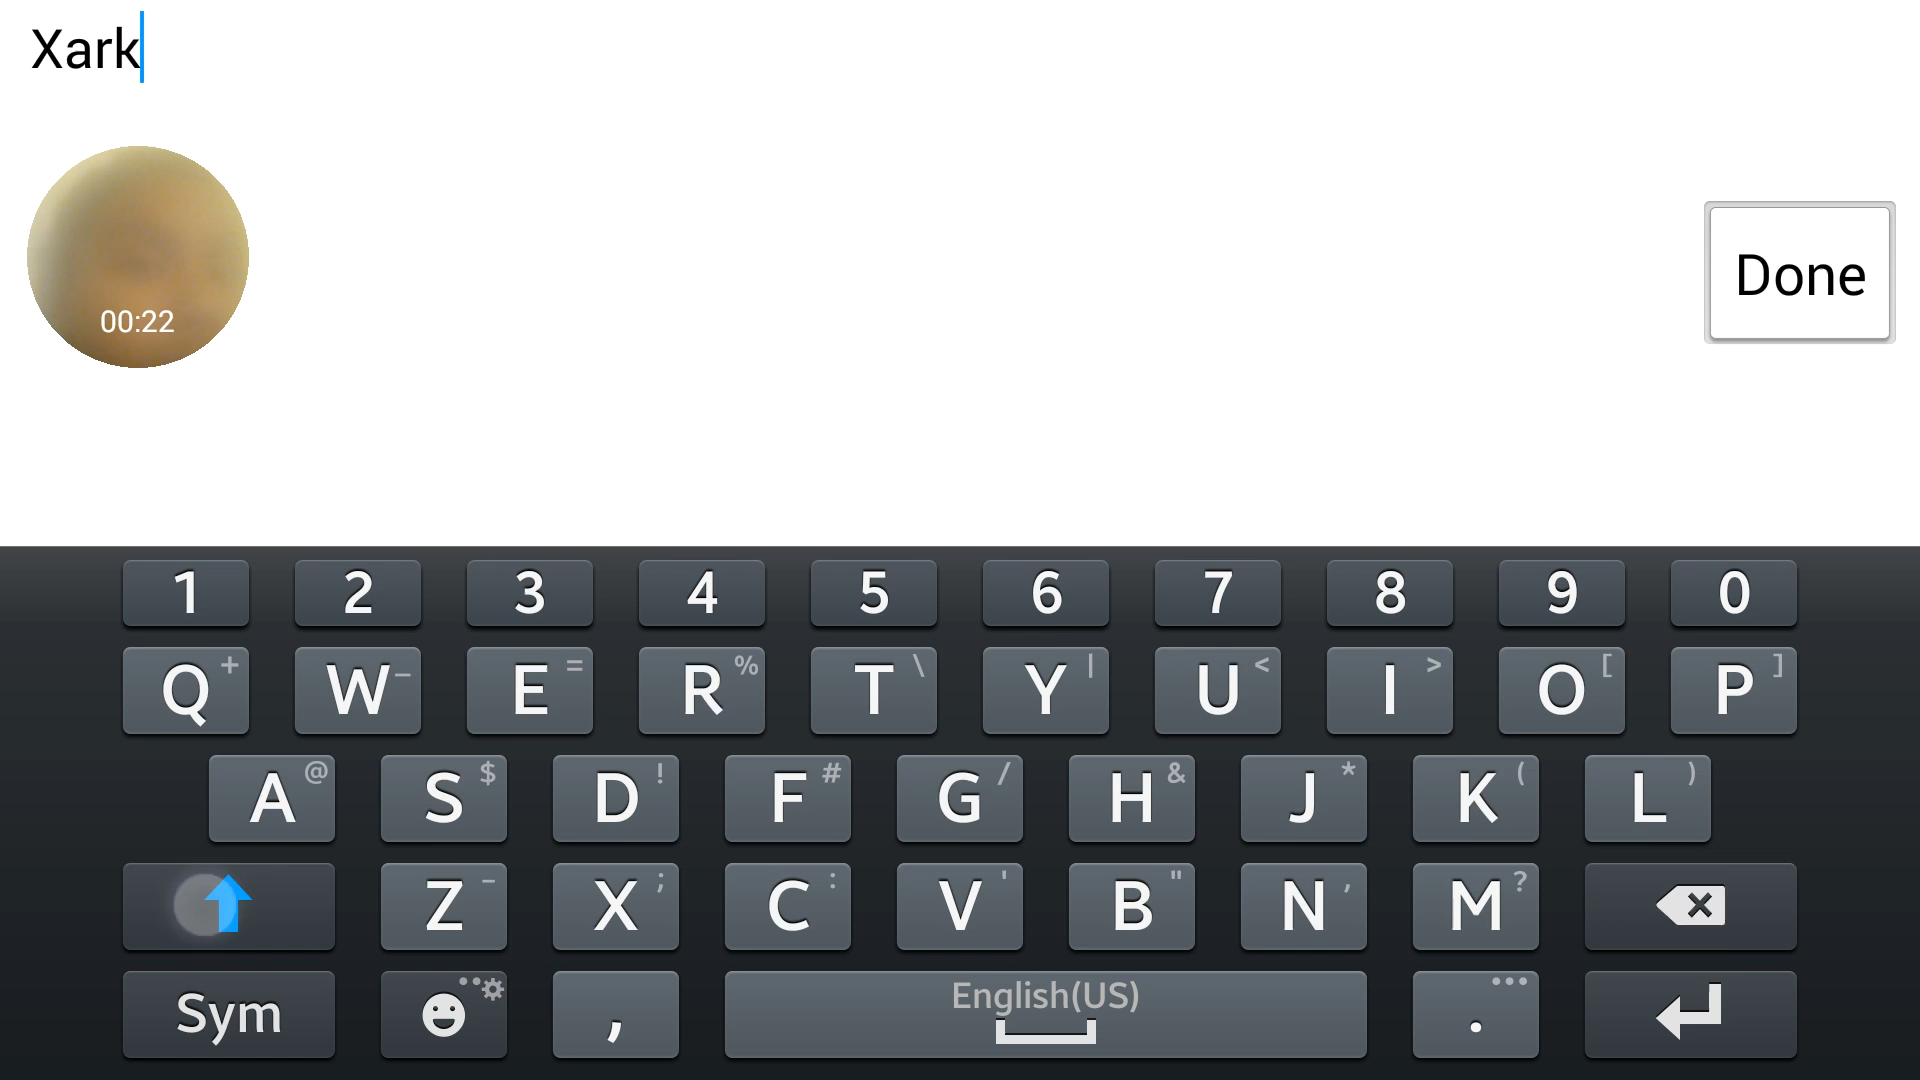 Xark
00:22
Done
1 2 3 4 5 6 7 8 9 0
Q + W _ E = R % T \ Y | U < I > O [ P ]
A @ S $ D ! F # G / H & J * K ( L )
Z - X ; C : V ' B " N , M ?
Sym , English(US) .